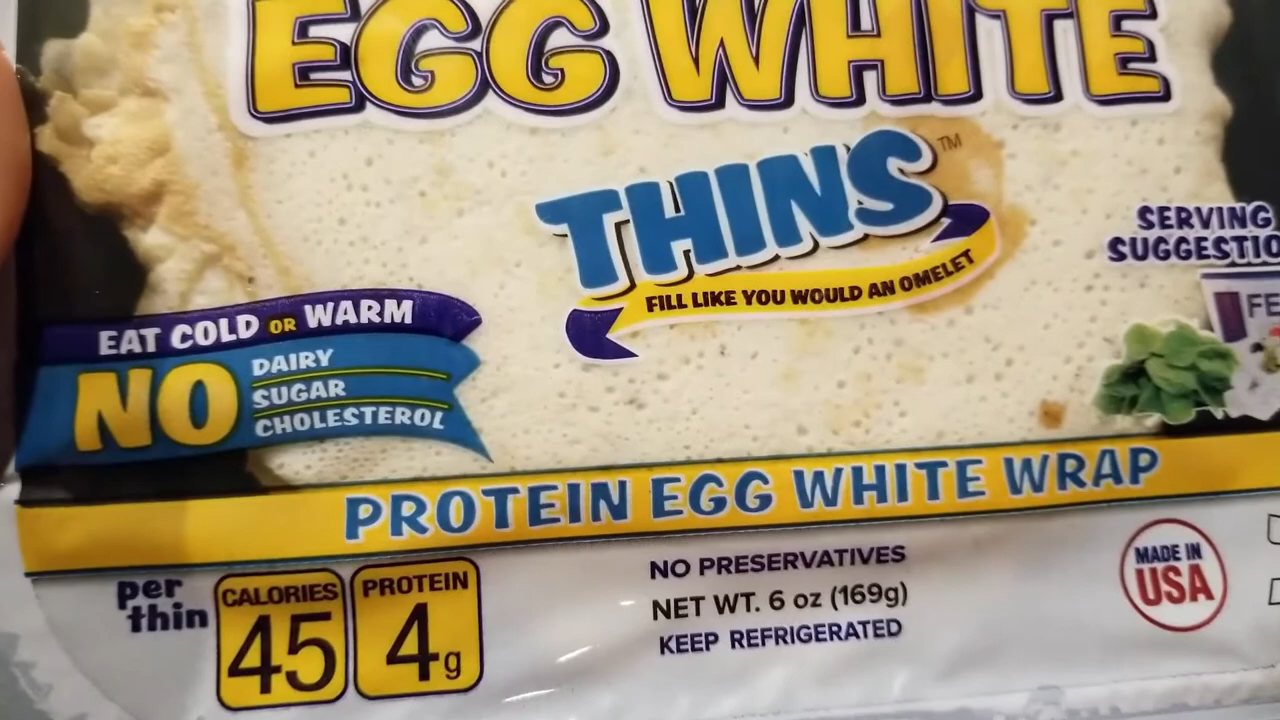 EGG WHITE
THINS™
FILL LIKE YOU WOULD AN OMELET
SERVING
EAT COLD OR WARM
NO
DAIRY
SUGAR
CHOLESTEROL
PROTEIN EGG WHITE WRAP
per
thin
CALORIES
45
PROTEIN
4g
NO PRESERVATIVES
NET WT. 6 oz (169g)
KEEP REFRIGERATED
MADE IN
USA